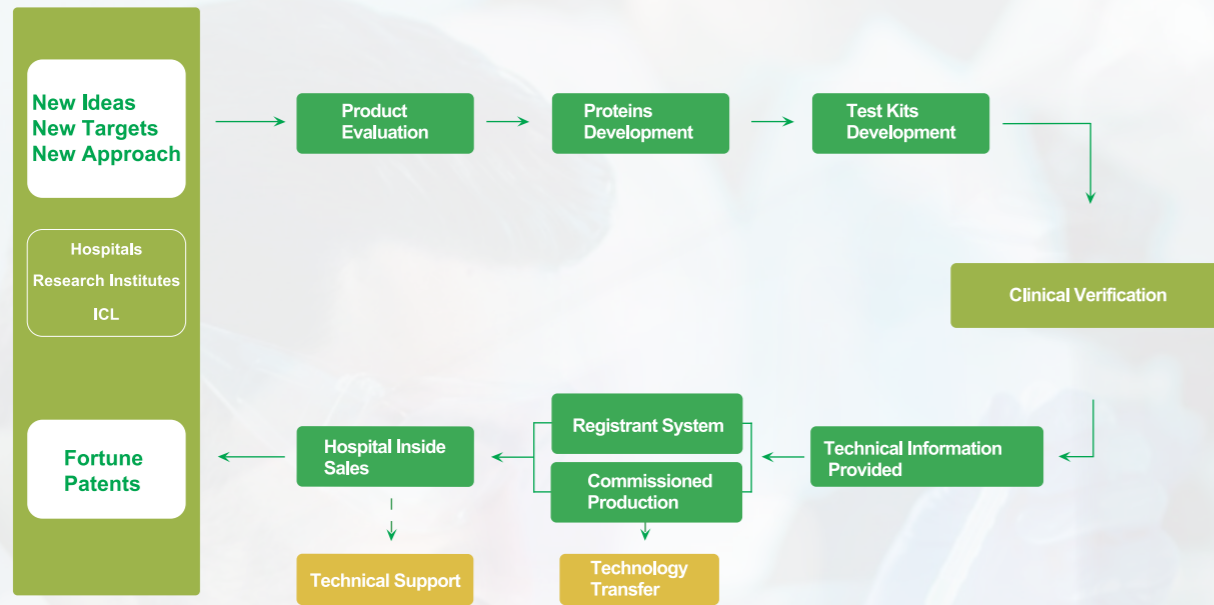 New Ideas
New Targets
New Approach
Product
Evaluation
Proteins
Development
Test Kits
Development
Hospitals
Research Institutes
ICL
Clinical Verification
Fortune
Patents
Hospital Inside
Sales
Registrant System
Commissioned
Production
Technical Information
Provided
Technical Support
Technology
Transfer